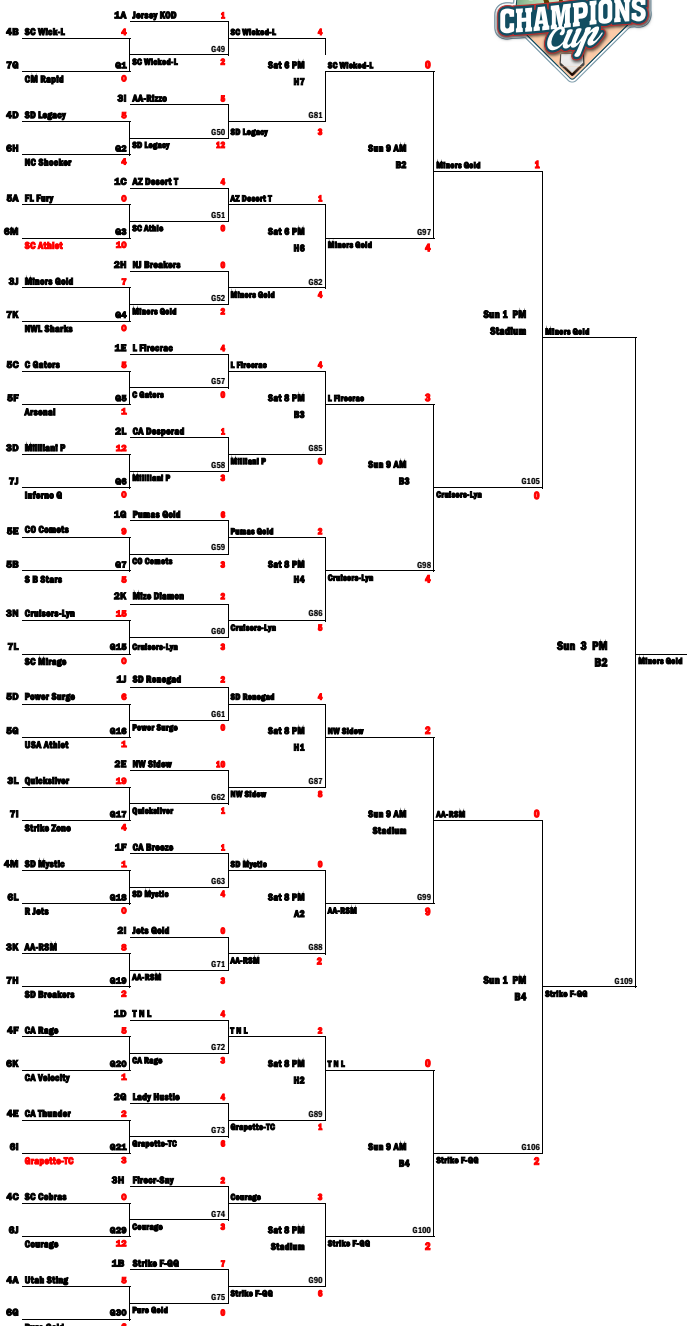 CHAMPIONS
Cup
1A Jersey KOD 1
4B SC Wick-L 4
SC Wicked-L 4
G49
7G G1 SC Wicked-L 2
CM Rapid 0
Sat 6 PM
H7
SC Wicked-L 0
3I AA-Rizzo 5
4D SD Legacy 5
G81
G50 SD Legacy 3
6H G2 SD Legacy 12
NC Shocker 4
Sun 9 AM
B2
Miners Gold 1
1C AZ Desert T 4
5A FL Fury 0
AZ Desert T 1
G51
6M G3 SC Athle 0
SC Athlet 10
Sat 6 PM
H6
G97
Miners Gold 4
2H NJ Breakers 0
3J Miners Gold 7
G82
G52 Miners Gold 4
7K G4 Miners Gold 2
NWL Sharks 0
Sun 1 PM
Stadium
Miners Gold
1E I. Firecrac 4
5C C Gators 5
I. Firecrac 4
G57
5F G5 C Gators 0
Arsenal 1
Sat 8 PM
B3
I. Firecrac 3
2L CA Desperad 1
3D Mililani P 12
G85
G58 Mililani P 0
7J G6 Mililani P 3
Inferno G 0
Sun 9 AM
B3
G105
Cruisers-Lyn 0
1G Pumas Gold 6
5E CO Comets 9
Pumas Gold 2
G59
5B G7 CO Comets 3
S B Stars 5
Sat 8 PM
H4
G98
Cruisers-Lyn 4
2K Mizo Diamon 2
3N Cruisers-Lyn 15
G86
G60 Cruisers-Lyn 5
7L G15 Cruisers-Lyn 3
SC Mirage 0
Sun 3 PM
B2
Miners Gold
1J SD Renegad 2
5D Power Surge 6
SD Renegad 4
G61
5G G16 Power Surge 0
USA Athlet 1
Sat 8 PM
H1
NW Sidew 2
2E NW Sidew 10
3L Quicksilver 19
G87
G62 NW Sidew 8
7I G17 Quicksilver 1
Strike Zone 4
Sun 9 AM
Stadium
AA-RSM 0
1F CA Breeze 1
4M SD Mystic 1
SD Mystic 0
G63
6L G18 SD Mystic 4
R Jets 0
Sat 8 PM
A2
G99
AA-RSM 9
2I Jets Gold 0
3K AA-RSM 8
G88
G71 AA-RSM 2
7H G19 AA-RSM 3
SD Breakers 2
Sun 1 PM
B4
G109
Strike F-GG
1D T N L 4
4F CA Rage 5
T N L 2
G72
6K G20 CA Rage 3
CA Velocity 1
Sat 8 PM
H2
T N L 0
2G Lady Hustle 4
4E CA Thunder 2
G89
G73 Grapette-TC 1
6I G21 Grapette-TC 6
Grapette-TC 3
Sun 9 AM
B4
G106
Strike F-GG 2
3H Firecr-Say 2
4C SC Cobras 0
Courage 3
G74
6J G29 Courage 3
Courage 12
Sat 8 PM
Stadium
G100
Strike F-GG 2
1B Strike F-GG 7
4A Utah Sting 5
G90
G75 Strike F-GG 6
6G G30 Pure Gold 0